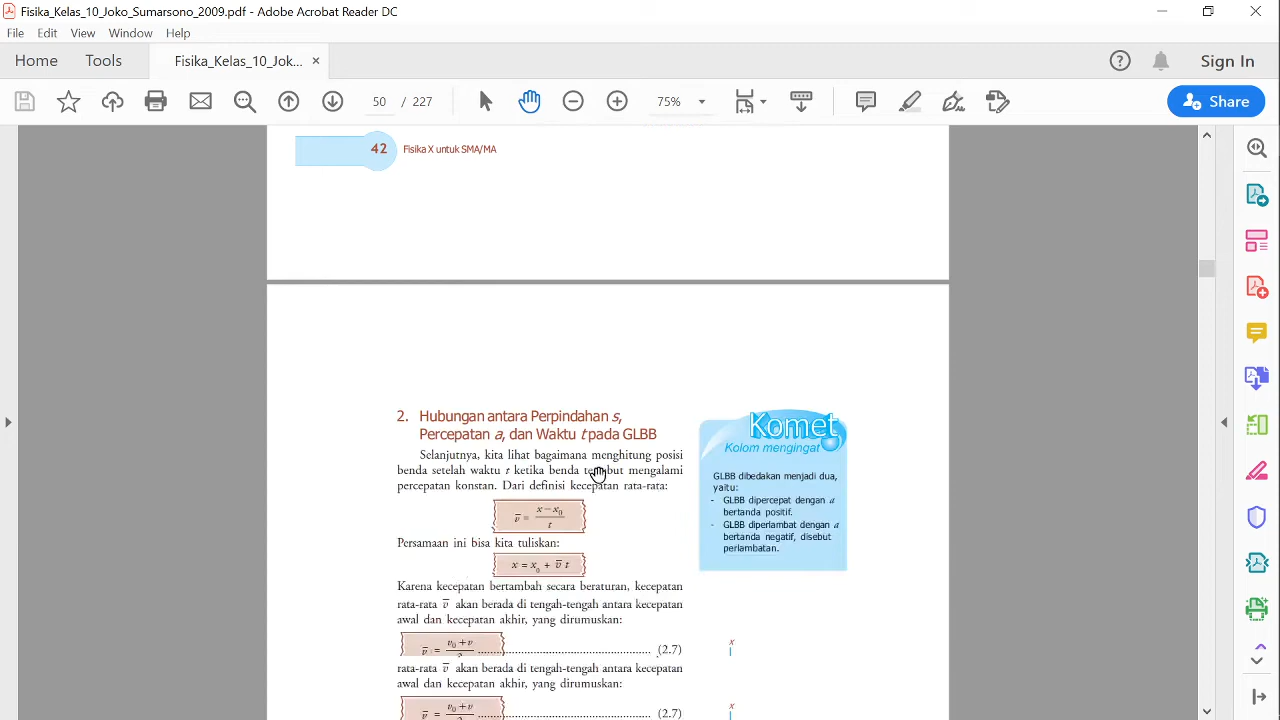 Fisika_Kelas_10_Joko_Sumarsono_2009.pdf - Adobe Acrobat Reader DC
File Edit View Window Help
Home Tools Fisika_Kelas_10_Jok... × Sign In
50 / 227 75% Share
42 Fisika X untuk SMA/MA
2. Hubungan antara Perpindahan s,
Percepatan a, dan Waktu t pada GLBB
Selanjutnya, kita lihat bagaimana menghitung posisi
benda setelah waktu t ketika benda tersebut mengalami
percepatan konstan. Dari definisi kecepatan rata-rata:
v̅ = (x − x₀)/t
Persamaan ini bisa kita tuliskan:
x = x₀ + v̅ t
Karena kecepatan bertambah secara beraturan, kecepatan
rata-rata v̅ akan berada di tengah-tengah antara kecepatan
awal dan kecepatan akhir, yang dirumuskan:
v̅ = v₀ + v ............................................................ (2.7)
rata-rata v̅ akan berada di tengah-tengah antara kecepatan
awal dan kecepatan akhir, yang dirumuskan:
v̅ = v₀ + v ............................................................ (2.7)
Komet
Kolom mengingat
GLBB dibedakan menjadi dua,
yaitu:
- GLBB dipercepat dengan a
bertanda positif.
- GLBB diperlambat dengan a
bertanda negatif, disebut
perlambatan.
x
x